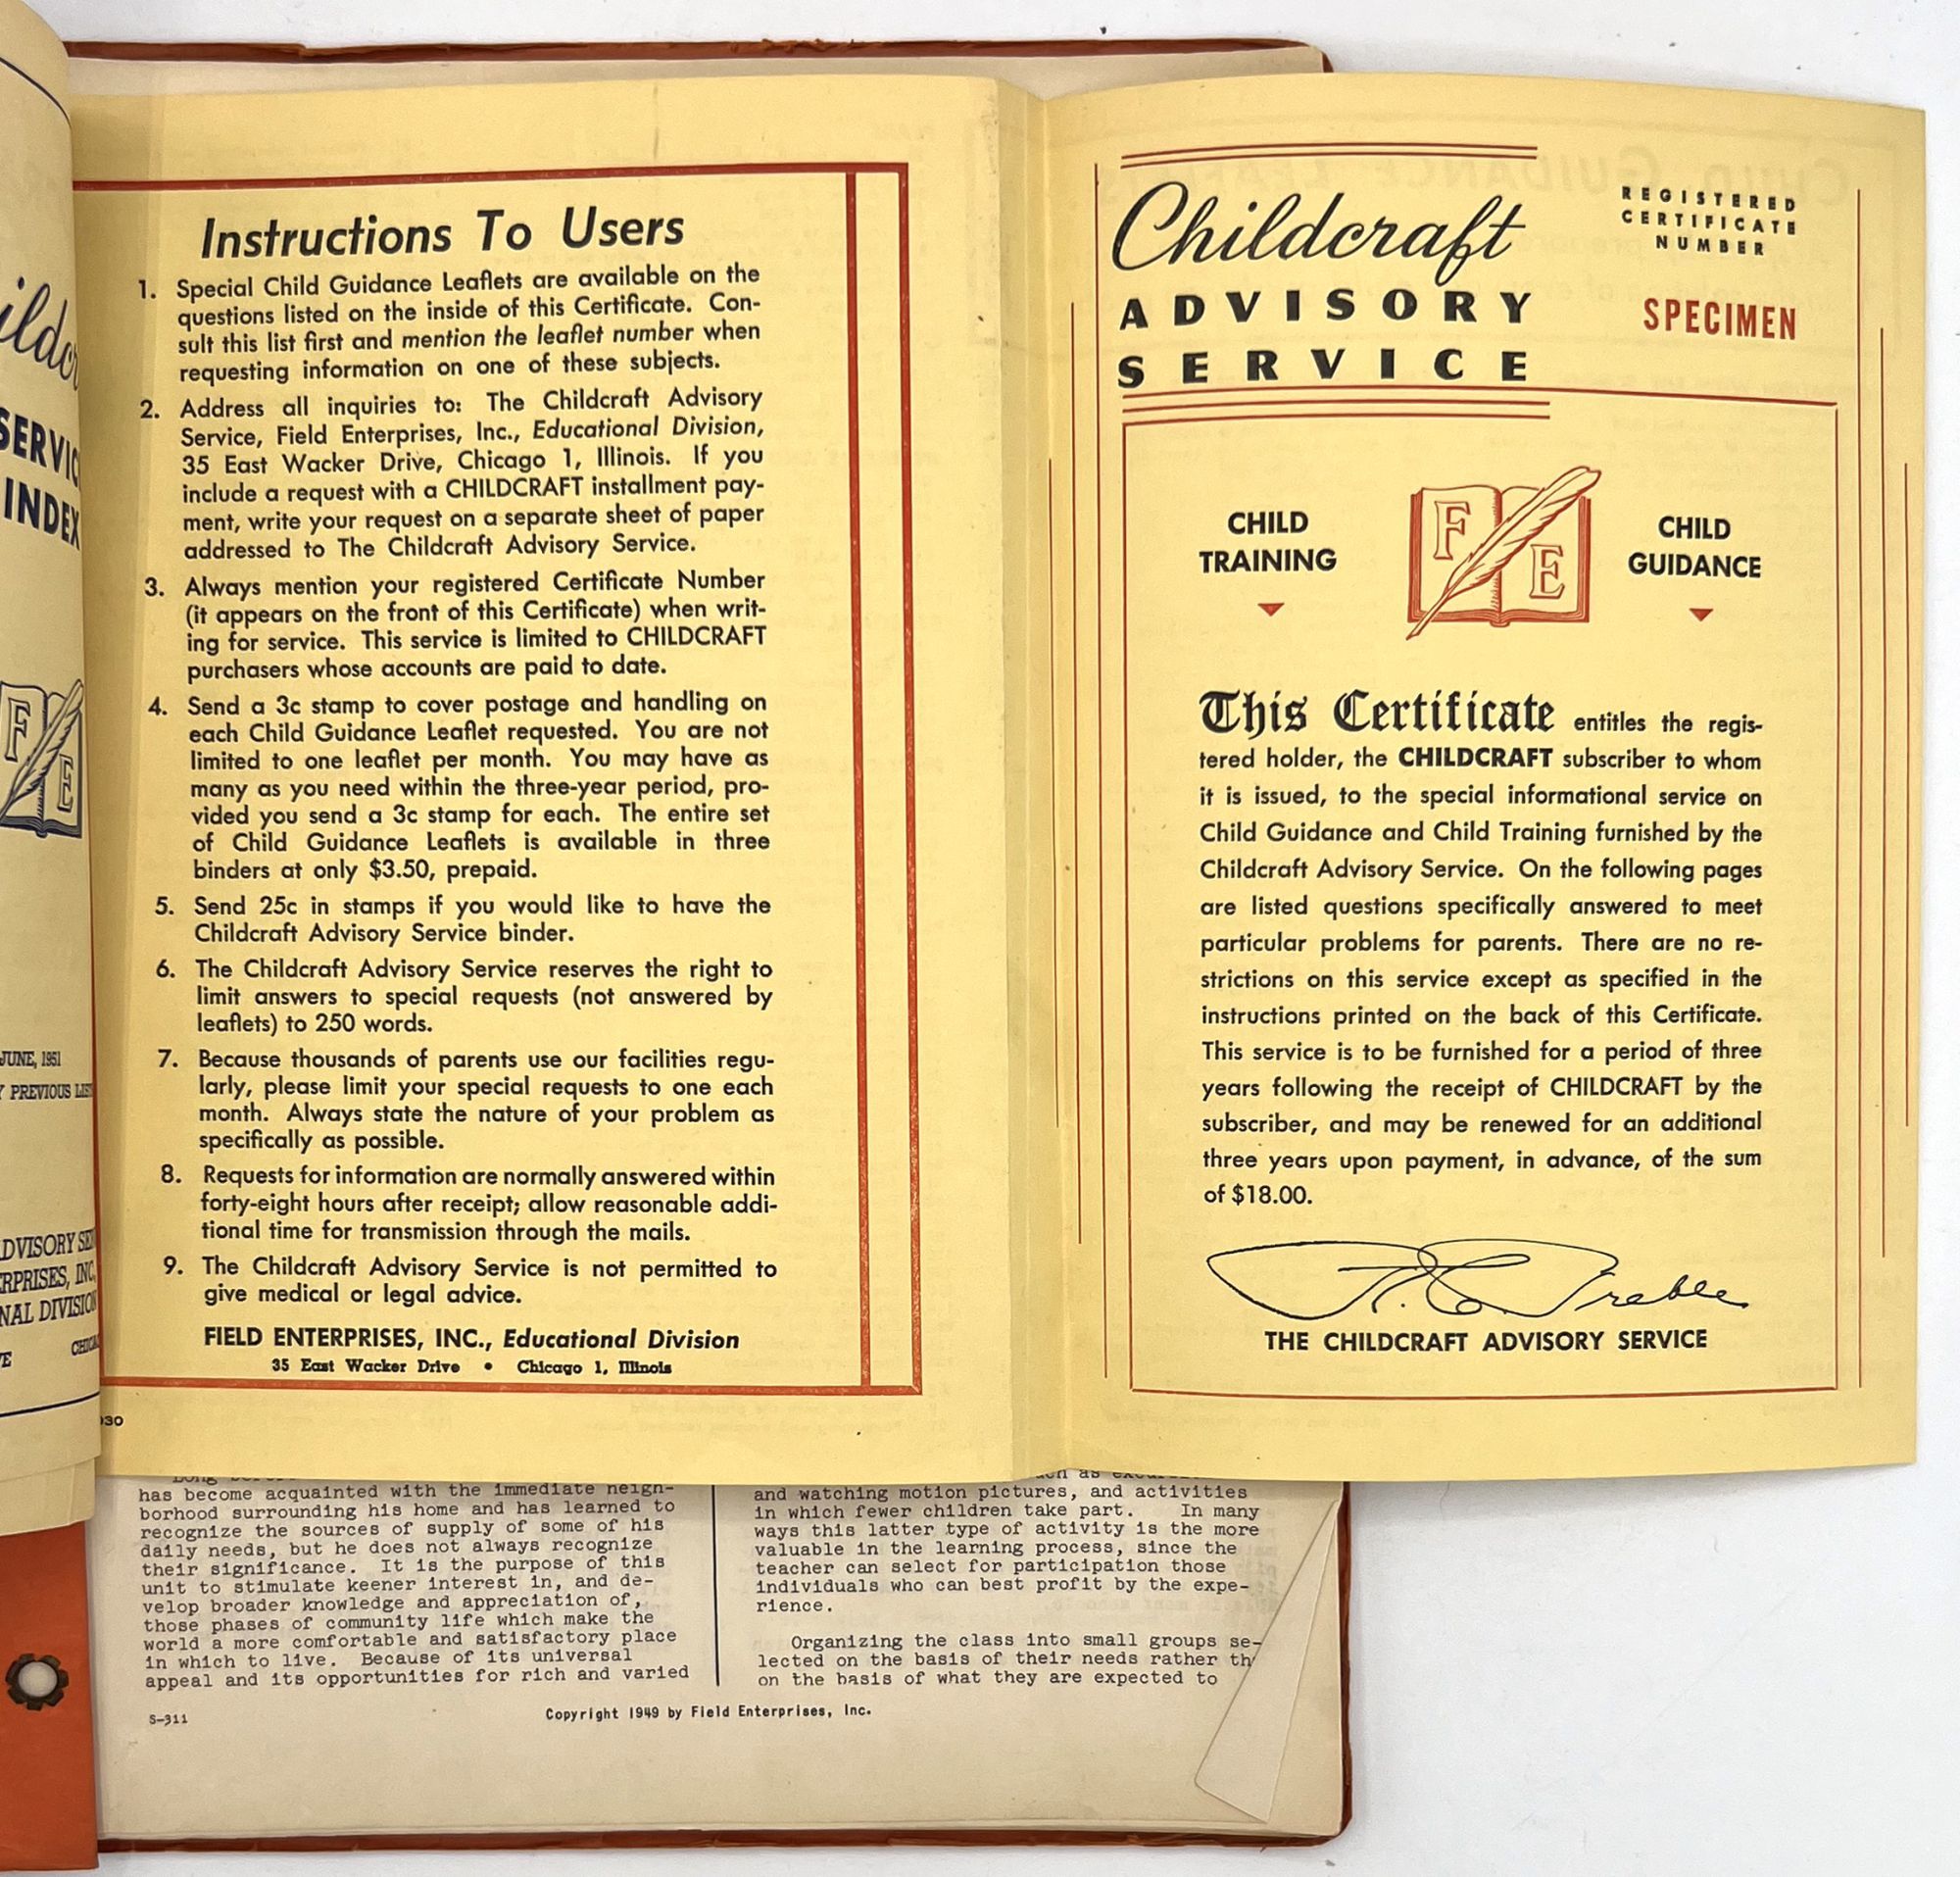 SERVIC
INDEX
F
E
JUNE, 1951
PREVIOUS
DVISORY SE
RPRISES, INC.
NAL DIVISION
Instructions To Users
1. Special Child Guidance Leaflets are available on the
questions listed on the inside of this Certificate. Con-
sult this list first and mention the leaflet number when
requesting information on one of these subjects.
2. Address all inquiries to: The Childcraft Advisory
Service, Field Enterprises, Inc., Educational Division,
35 East Wacker Drive, Chicago 1, Illinois. If you
include a request with a CHILDCRAFT installment pay-
ment, write your request on a separate sheet of paper
addressed to The Childcraft Advisory Service.
3. Always mention your registered Certificate Number
(it appears on the front of this Certificate) when writ-
ing for service. This service is limited to CHILDCRAFT
purchasers whose accounts are paid to date.
4. Send a 3c stamp to cover postage and handling on
each Child Guidance Leaflet requested. You are not
limited to one leaflet per month. You may have as
many as you need within the three-year period, pro-
vided you send a 3c stamp for each. The entire set
of Child Guidance Leaflets is available in three
binders at only $3.50, prepaid.
5. Send 25c in stamps if you would like to have the
Childcraft Advisory Service binder.
6. The Childcraft Advisory Service reserves the right to
limit answers to special requests (not answered by
leaflets) to 250 words.
7. Because thousands of parents use our facilities regu-
larly, please limit your special requests to one each
month. Always state the nature of your problem as
specifically as possible.
8. Requests for information are normally answered within
forty-eight hours after receipt; allow reasonable addi-
tional time for transmission through the mails.
9. The Childcraft Advisory Service is not permitted to
give medical or legal advice.
FIELD ENTERPRISES, INC., Educational Division
35 East Wacker Drive • Chicago 1, Illinois
30
Childcraft
ADVISORY
SERVICE
REGISTERED
CERTIFICATE
NUMBER
SPECIMEN
CHILD
TRAINING
F
E
CHILD
GUIDANCE
This Certificate entitles the regis-
tered holder, the CHILDCRAFT subscriber to whom
it is issued, to the special informational service on
Child Guidance and Child Training furnished by the
Childcraft Advisory Service. On the following pages
are listed questions specifically answered to meet
particular problems for parents. There are no re-
strictions on this service except as specified in the
instructions printed on the back of this Certificate.
This service is to be furnished for a period of three
years following the receipt of CHILDCRAFT by the
subscriber, and may be renewed for an additional
three years upon payment, in advance, of the sum
of $18.00.
THE CHILDCRAFT ADVISORY SERVICE
has become acquainted with the immediate neigh-
borhood surrounding his home and has learned to
recognize the sources of supply of some of his
daily needs, but he does not always recognize
their significance. It is the purpose of this
unit to stimulate keener interest in, and de-
velop broader knowledge and appreciation of,
those phases of community life which make the
world a more comfortable and satisfactory place
in which to live. Because of its universal
appeal and its opportunities for rich and varied
and watching motion pictures, and activities
in which fewer children take part. In many
ways this latter type of activity is the more
valuable in the learning process, since the
teacher can select for participation those
individuals who can best profit by the expe-
rience.
Organizing the class into small groups se-
lected on the basis of their needs rather th
on the basis of what they are expected to
S-311
Copyright 1949 by Field Enterprises, Inc.